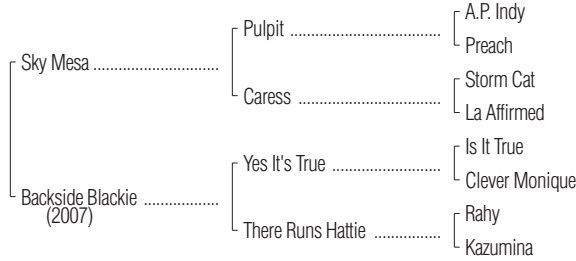 A.P. Indy
Pulpit ..............................
Preach
Sky Mesa ..............................
Storm Cat
Caress ..................................
La Affirmed
Is It True
Yes It's True ..........................
Clever Monique
Backside Blackie ..................
(2007)
Rahy
There Runs Hattie ................
Kazumina